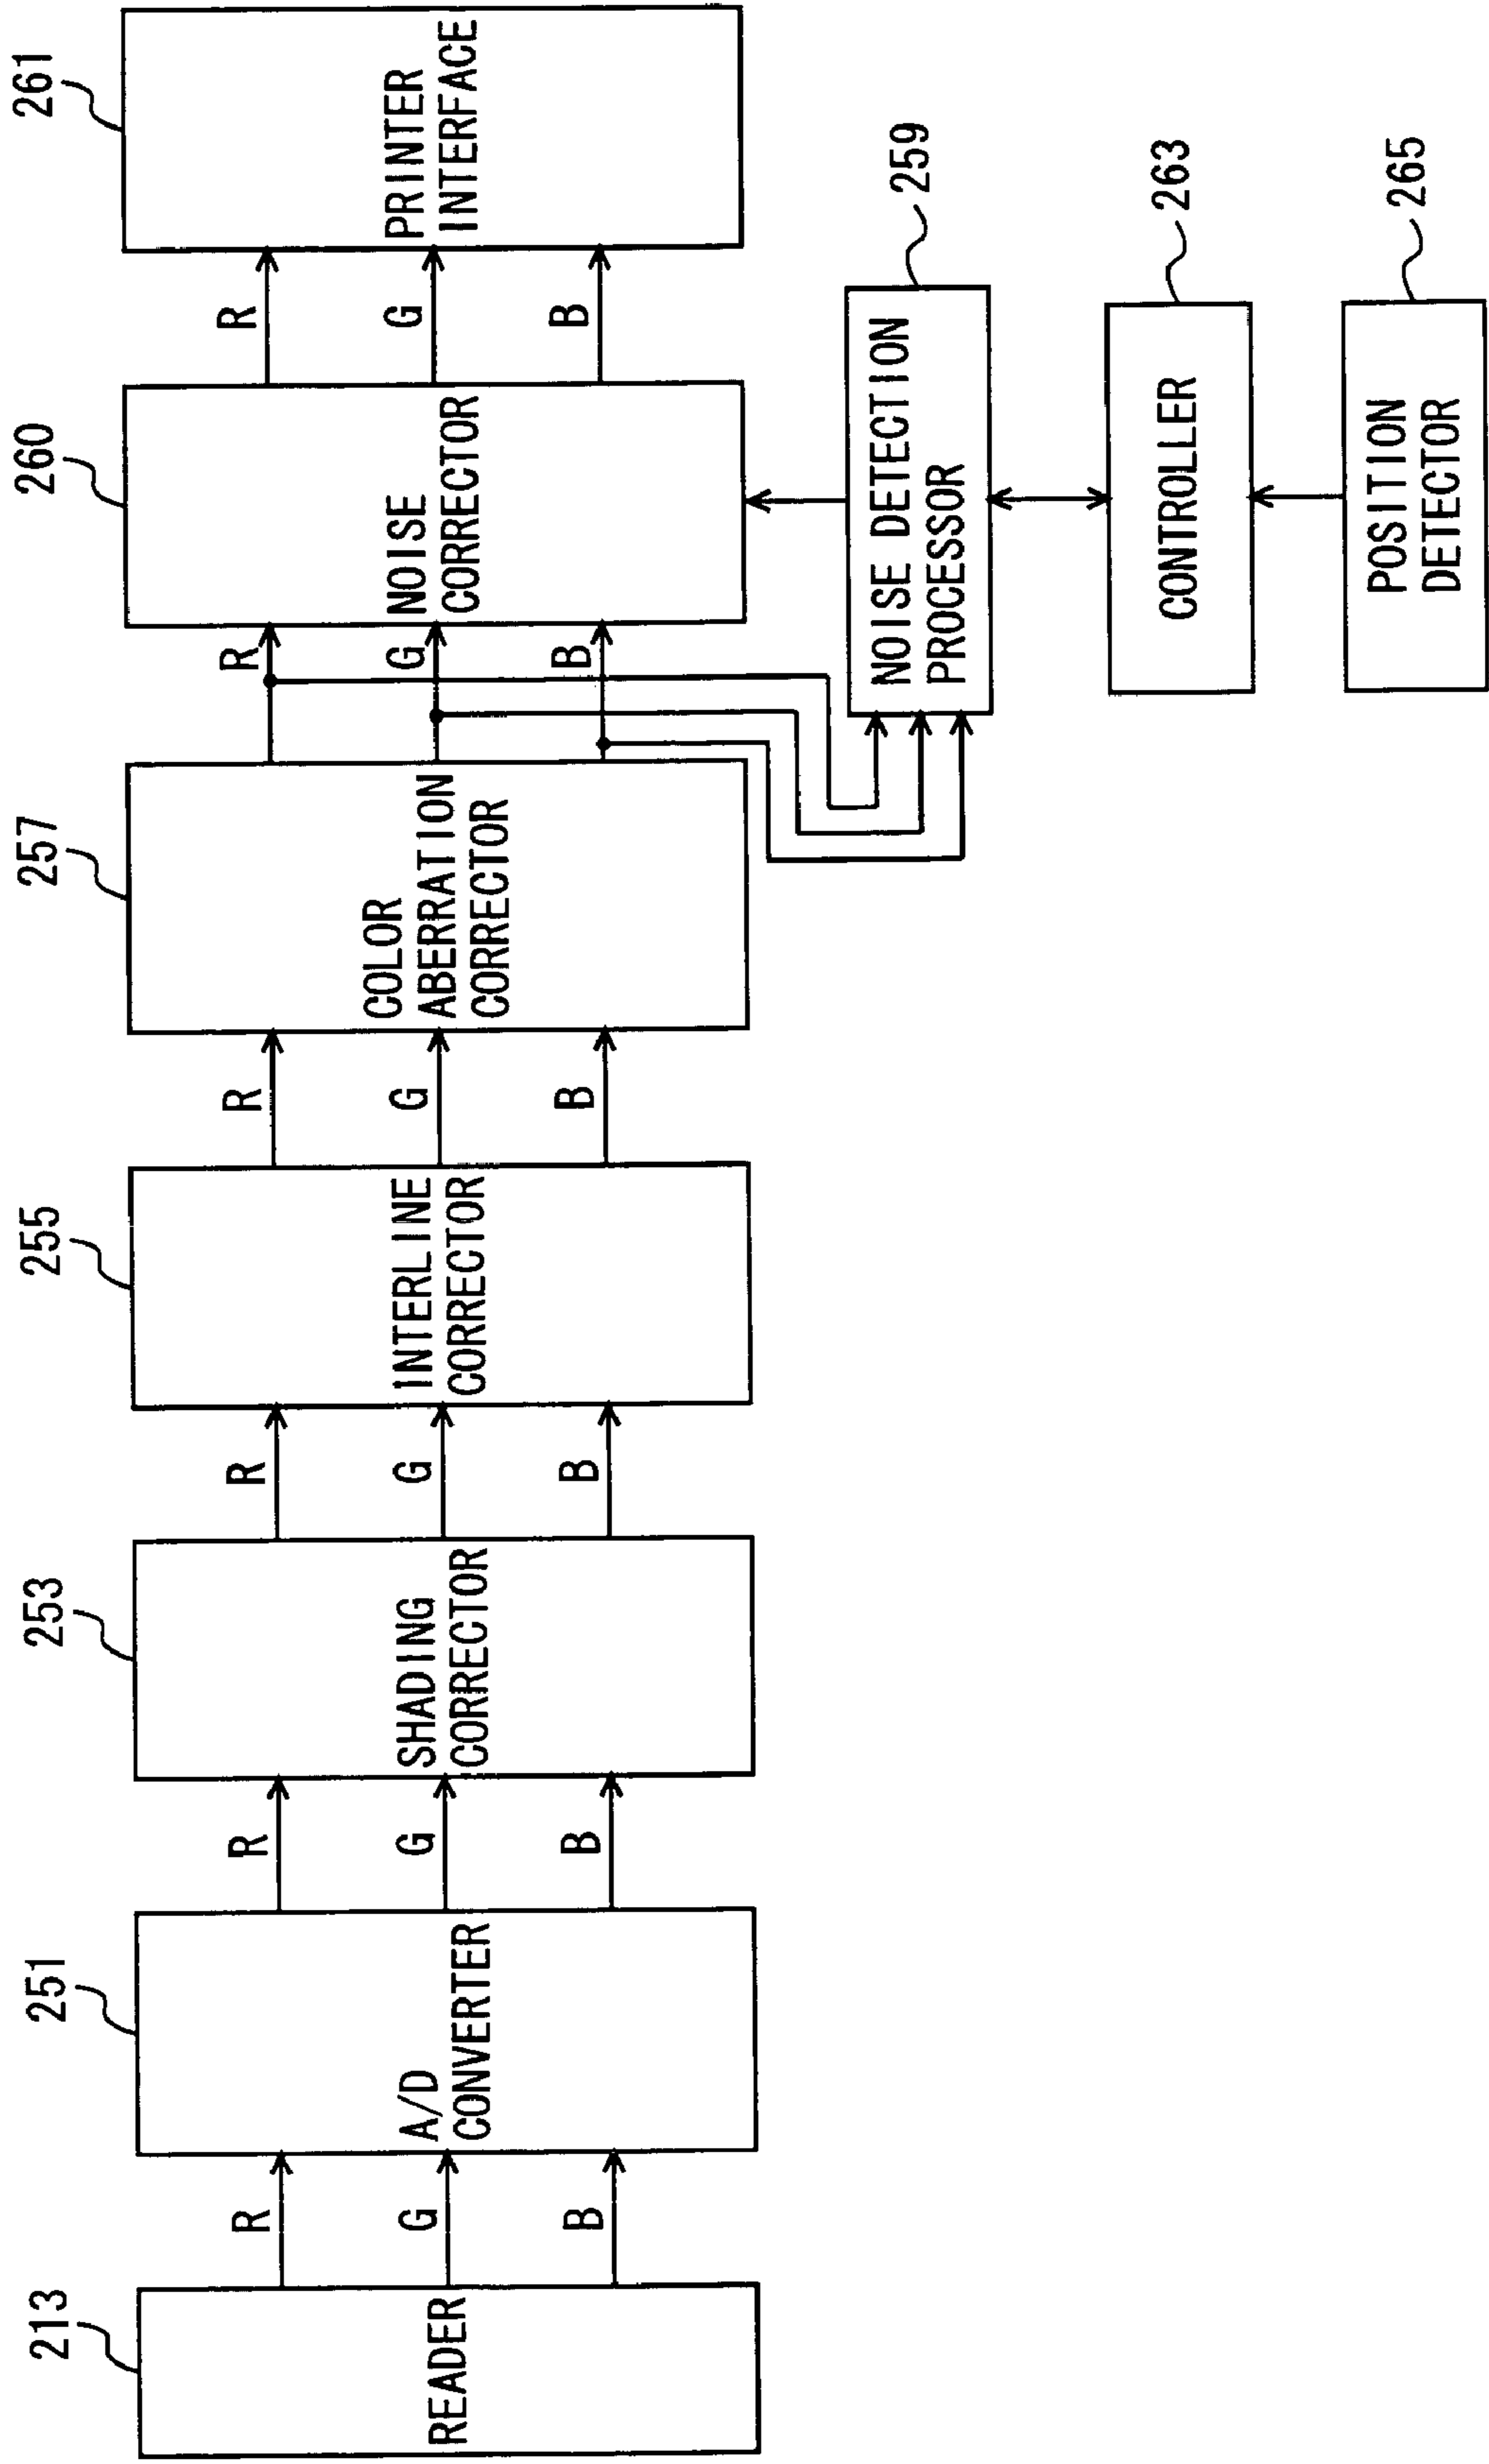 213
READER
R
G
B
251
A/D
CONVERTER
R
G
B
253
SHADING
CORRECTOR
R
G
B
255
INTERLINE
CORRECTOR
R
G
B
257
COLOR
ABERRATION
CORRECTOR
R
G
B
260
NOISE
CORRECTOR
R
G
B
261
PRINTER
INTERFACE
NOISE DETECTION
PROCESSOR
259
CONTROLLER
263
POSITION
DETECTOR
265